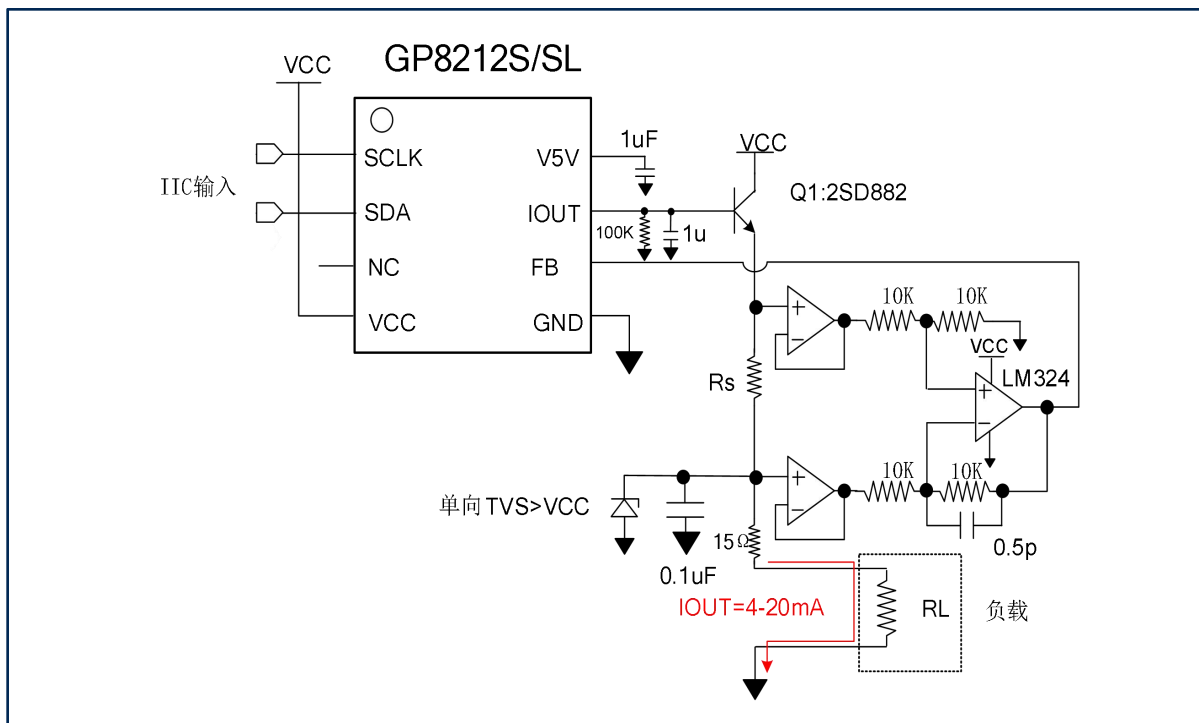 GP8212S/SL
VCC
SCLK
SDA
NC
VCC
V5V
IOUT
FB
GND
IIC输入
1uF
100K
1u
VCC
Q1:2SD882
10K
10K
VCC
LM324
+
−
Rs
+
−
+
−
10K
10K
0.5p
单向TVS>VCC
0.1uF
15Ω
IOUT=4-20mA
RL
负载